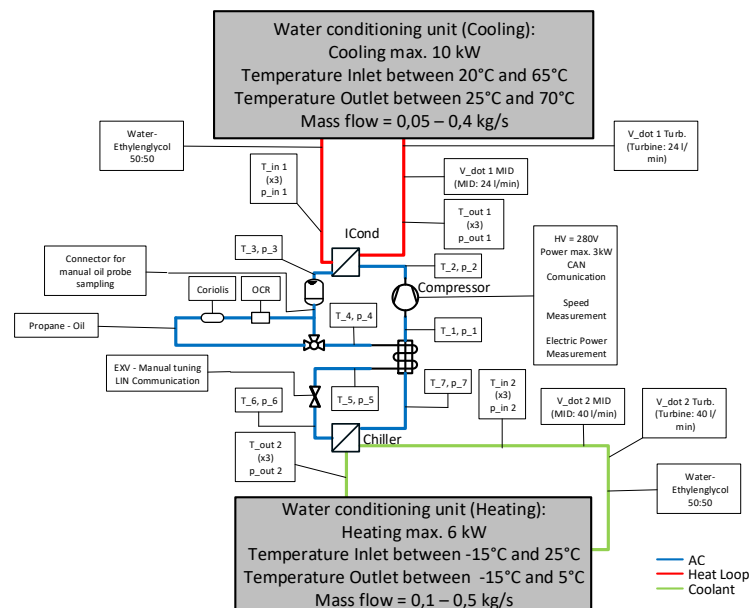 Water conditioning unit (Cooling):
Cooling max. 10 kW
Temperature Inlet between 20°C and 65°C
Temperature Outlet between 25°C and 70°C
Mass flow = 0,05 – 0,4 kg/s
Water-
Ethylenglycol
50:50
V_dot 1 Turb.
(Turbine: 24 l/
min)
T_in 1
(x3)
p_in 1
V_dot 1 MID
(MID: 24 l/min)
T_out 1
(x3)
p_out 1
ICond
T_3, p_3
T_2, p_2
Connector for
manual oil probe
sampling
Coriolis
OCR
Compressor
HV = 280V
Power max. 3kW
CAN
Comunication
Speed
Measurement
Electric Power
Measurement
Propane - Oil
T_4, p_4
T_1, p_1
EXV - Manual tuning
LIN Communication
T_5, p_5
T_7, p_7
T_6, p_6
T_in 2
(x3)
p_in 2
V_dot 2 MID
(MID: 40 l/min)
V_dot 2 Turb.
(Turbine: 40 l/
min)
T_out 2
(x3)
p_out 2
Chiller
Water-
Ethylenglycol
50:50
Water conditioning unit (Heating):
Heating max. 6 kW
Temperature Inlet between -15°C and 25°C
Temperature Outlet between  -15°C and 5°C
Mass flow = 0,1 – 0,5 kg/s
AC
Heat Loop
Coolant